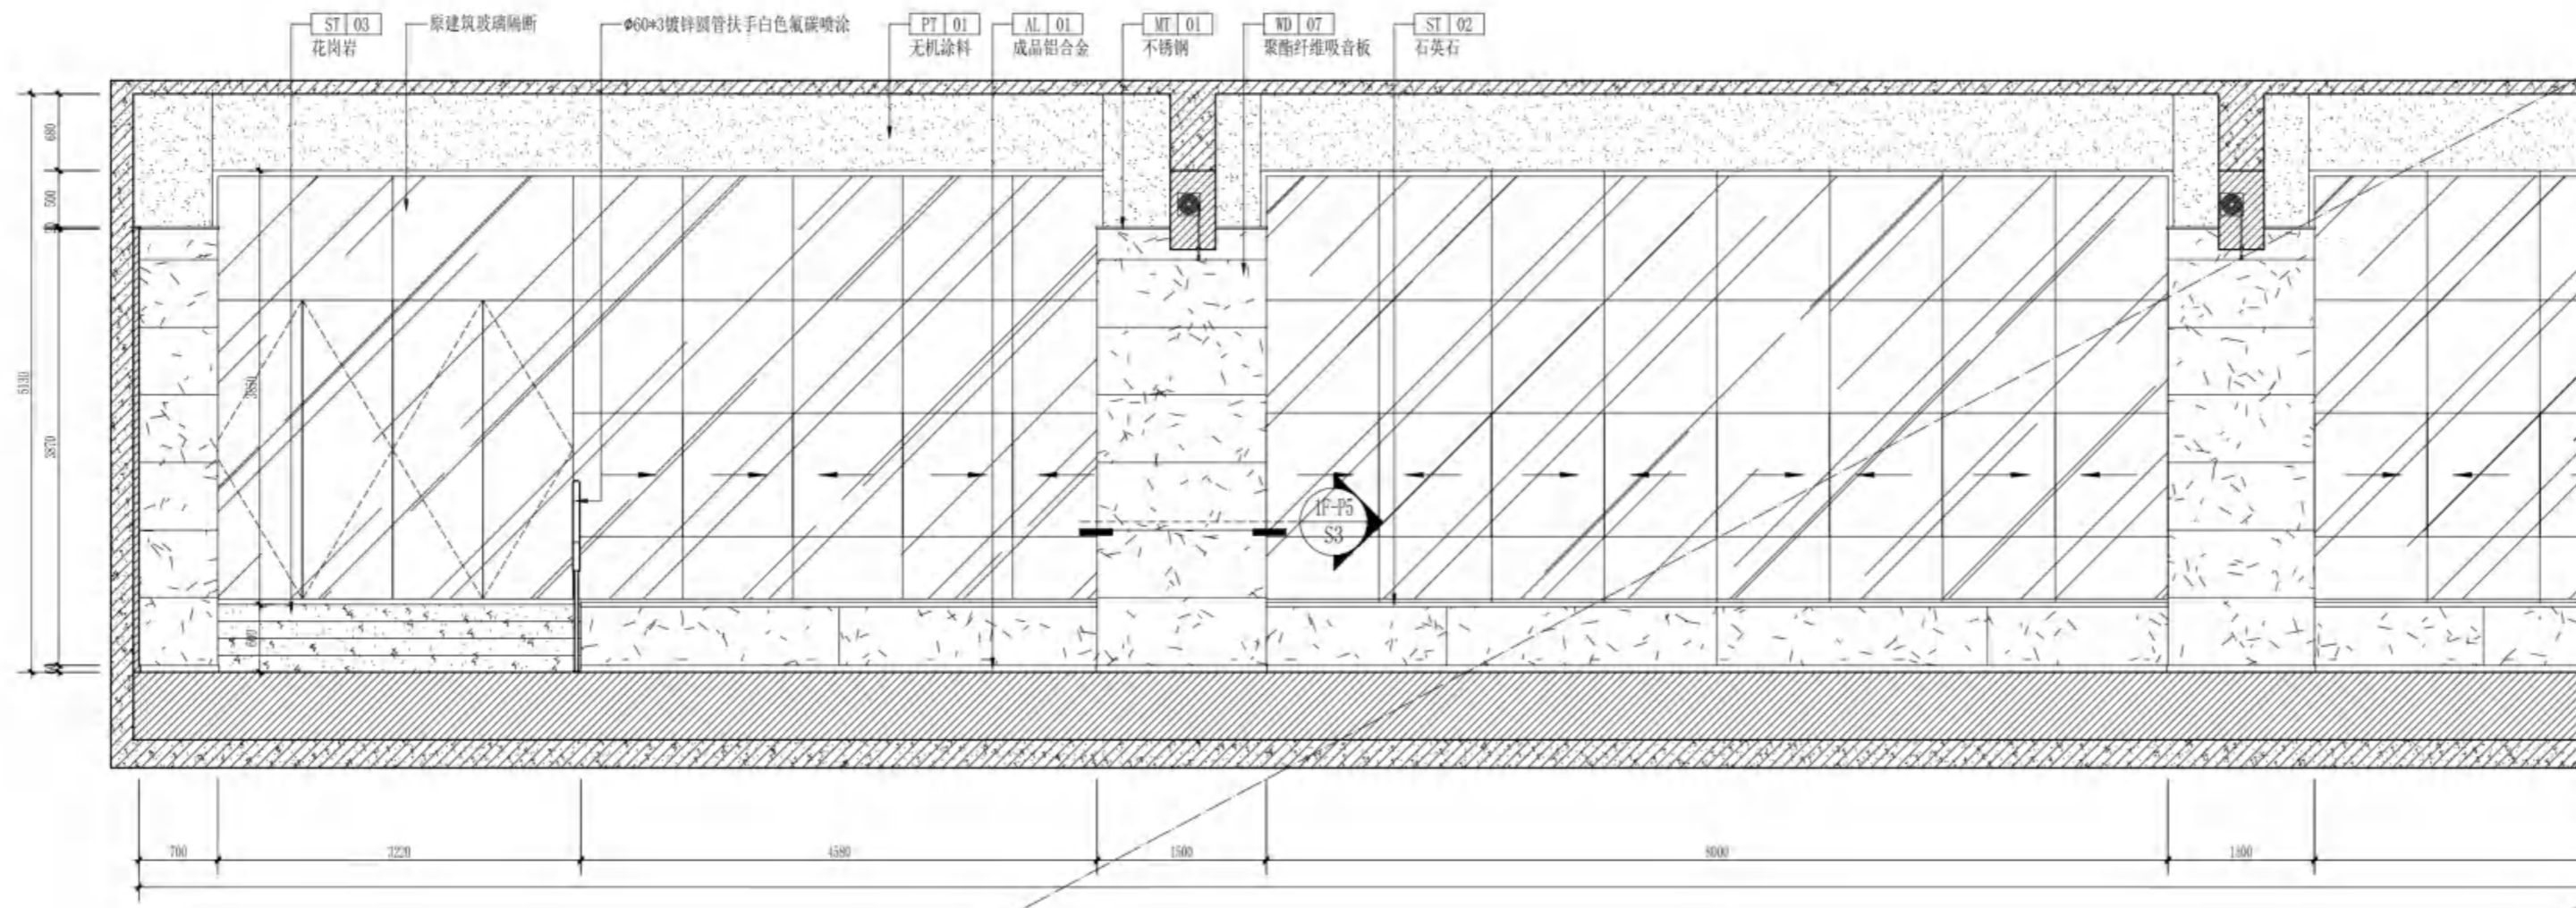 ST 03
花岗岩
原建筑玻璃隔断
Φ60*3镀锌圆管扶手白色氟碳喷涂
PT 01
无机涂料
AL 01
成品铝合金
MT 01
不锈钢
WD 07
聚酯纤维吸音板
ST 02
石英石
680
500
5130
3870
3850
600
1F-P5
S3
700
3220
4580
1500
8000
1300